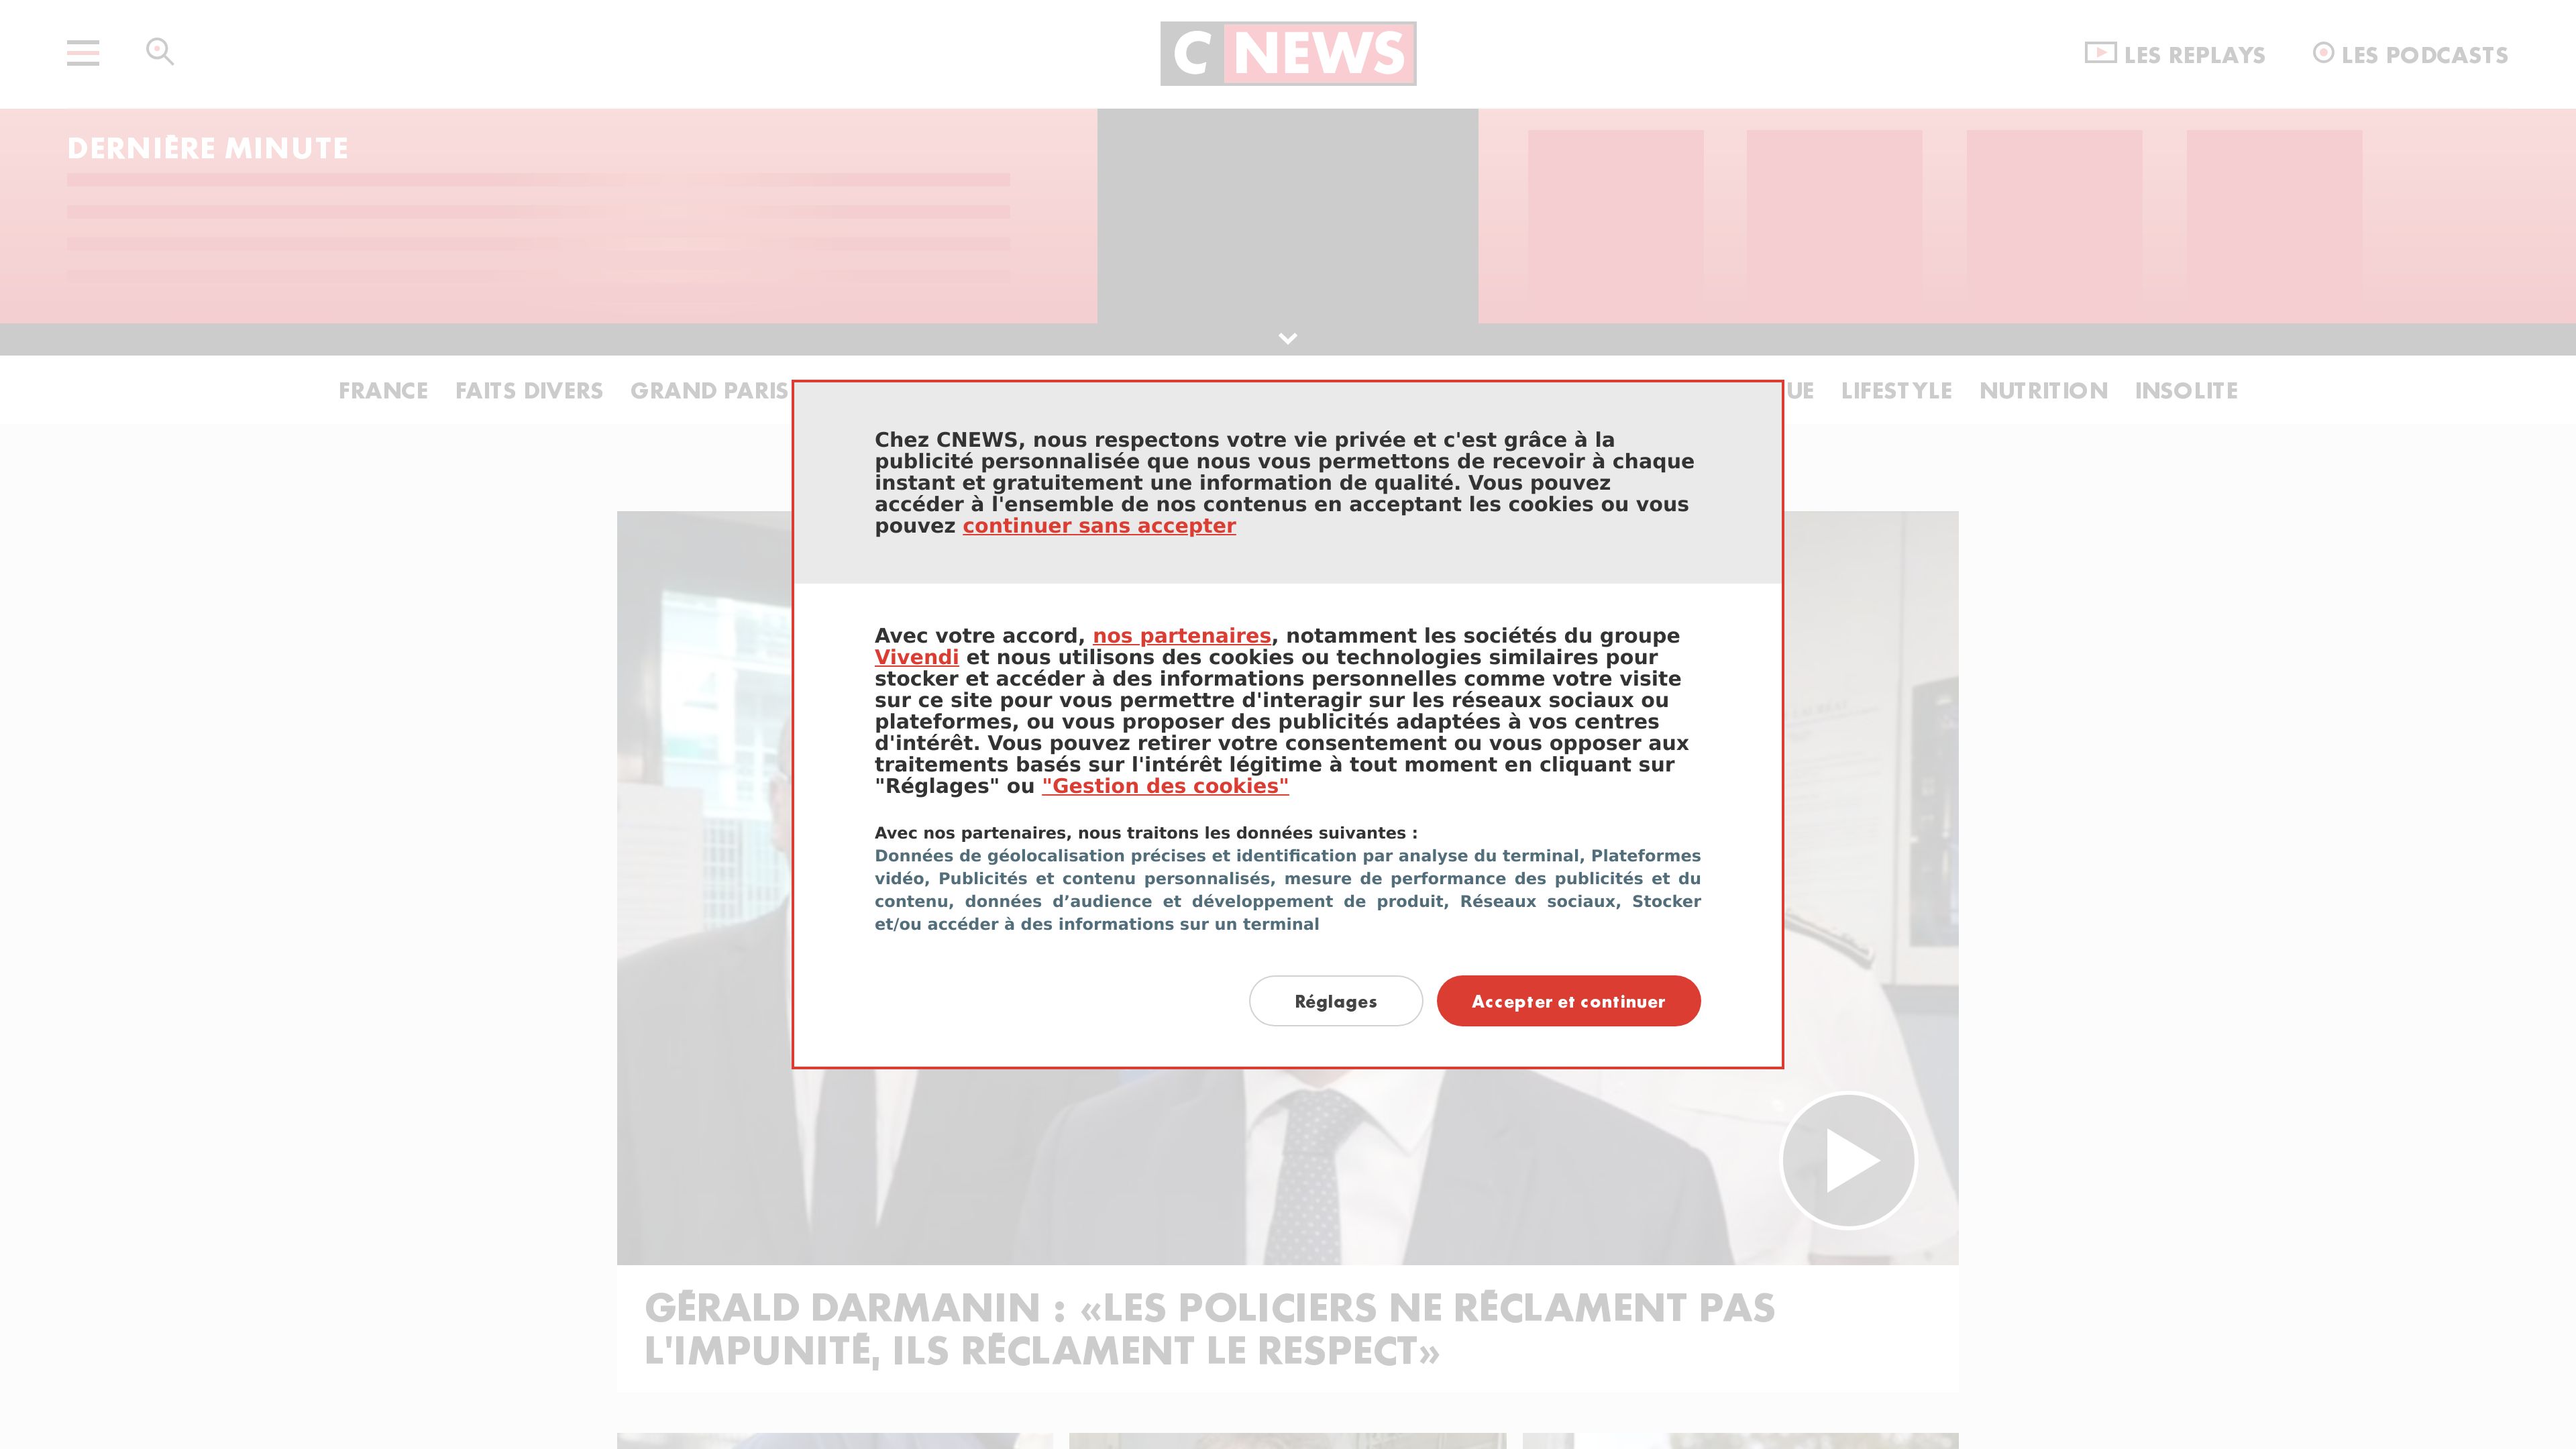 C NEWS
LES REPLAYS
LES PODCASTS
DERNIÈRE MINUTE
FRANCE FAITS DIVERS GRAND PARIS UE LIFESTYLE NUTRITION INSOLITE
Chez CNEWS, nous respectons votre vie privée et c'est grâce à la
publicité personnalisée que nous vous permettons de recevoir à chaque
instant et gratuitement une information de qualité. Vous pouvez
accéder à l'ensemble de nos contenus en acceptant les cookies ou vous
pouvez continuer sans accepter
Avec votre accord, nos partenaires, notamment les sociétés du groupe
Vivendi et nous utilisons des cookies ou technologies similaires pour
stocker et accéder à des informations personnelles comme votre visite
sur ce site pour vous permettre d'interagir sur les réseaux sociaux ou
plateformes, ou vous proposer des publicités adaptées à vos centres
d'intérêt. Vous pouvez retirer votre consentement ou vous opposer aux
traitements basés sur l'intérêt légitime à tout moment en cliquant sur
"Réglages" ou "Gestion des cookies"
Avec nos partenaires, nous traitons les données suivantes :
Données de géolocalisation précises et identification par analyse du terminal, Plateformes
vidéo, Publicités et contenu personnalisés, mesure de performance des publicités et du
contenu, données d’audience et développement de produit, Réseaux sociaux, Stocker
et/ou accéder à des informations sur un terminal
Réglages
Accepter et continuer
GÉRALD DARMANIN : «LES POLICIERS NE RÉCLAMENT PAS
L'IMPUNITÉ, ILS RÉCLAMENT LE RESPECT»